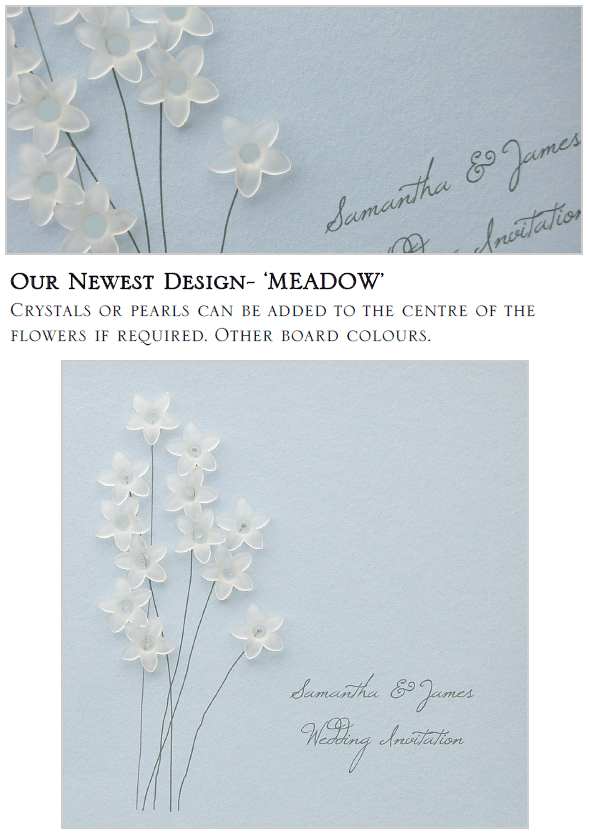 Samantha & James
Invitation
OUR NEWEST DESIGN- ‘MEADOW’
CRYSTALS OR PEARLS CAN BE ADDED TO THE CENTRE OF THE
FLOWERS IF REQUIRED. OTHER BOARD COLOURS.
Samantha & James
Wedding Invitation